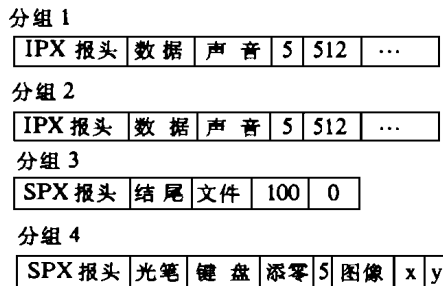 分组 1
IPX 报头 数据 声音 5 512 …
分组 2
IPX 报头 数据 声音 5 512 …
分组 3
SPX 报头 结尾 文件 100 0
分组 4
SPX 报头 光笔 键盘 添零 5 图像 x y